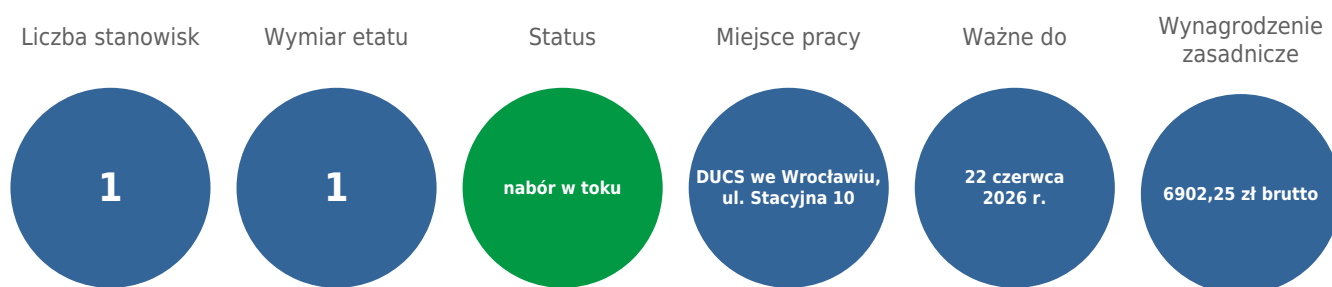 Liczba stanowisk
1
Wymiar etatu
1
Status
nabór w toku
Miejsce pracy
DUCS we Wrocławiu,
ul. Stacyjna 10
Ważne do
22 czerwca
2026 r.
Wynagrodzenie
zasadnicze
6902,25 zł brutto